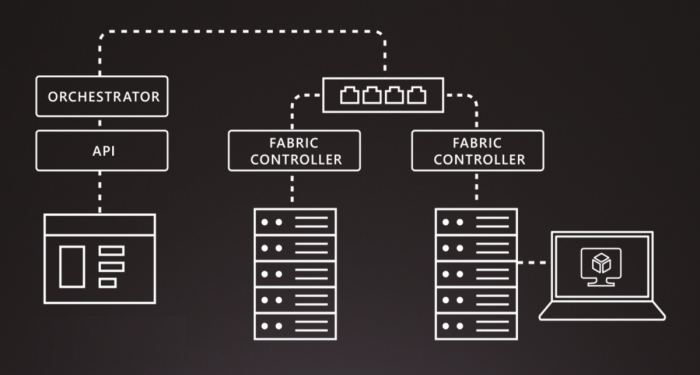 ORCHESTRATOR
API
FABRIC
CONTROLLER
FABRIC
CONTROLLER